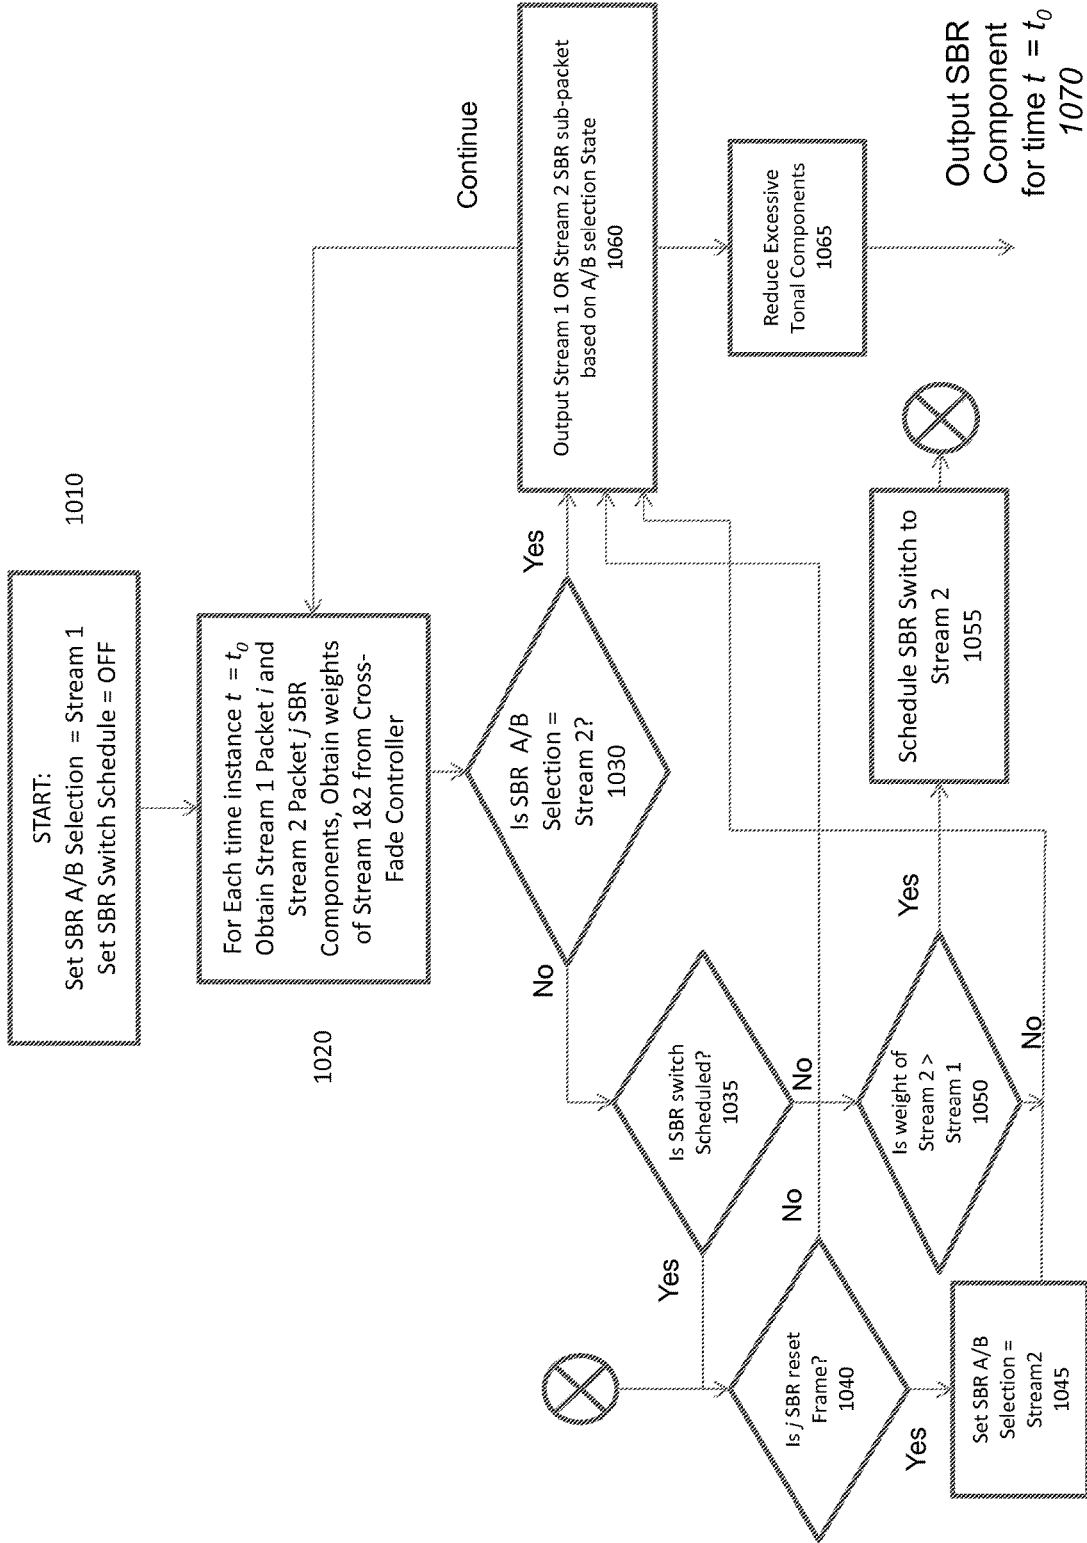 START:
Set SBR A/B Selection = Stream 1
Set SBR Switch Schedule = OFF
1010
For Each time instance t = t0
Obtain Stream 1 Packet i and
Stream 2 Packet j SBR
Components, Obtain weights
of Stream 1&2 from Cross-
Fade Controller
1020
Is SBR A/B
Selection =
Stream 2?
1030
Yes
No
Continue
Output Stream 1 OR Stream 2 SBR sub-packet
based on A/B selection State
1060
Reduce Excessive
Tonal Components
1065
Output SBR
Component
for time t = t0
1070
Is SBR switch
Scheduled?
1035
Yes
No
Is j SBR reset
Frame?
1040
No
Yes
Set SBR A/B
Selection =
Stream2
1045
Is weight of
Stream 2 >
Stream 1
1050
Yes
No
Schedule SBR Switch to
Stream 2
1055